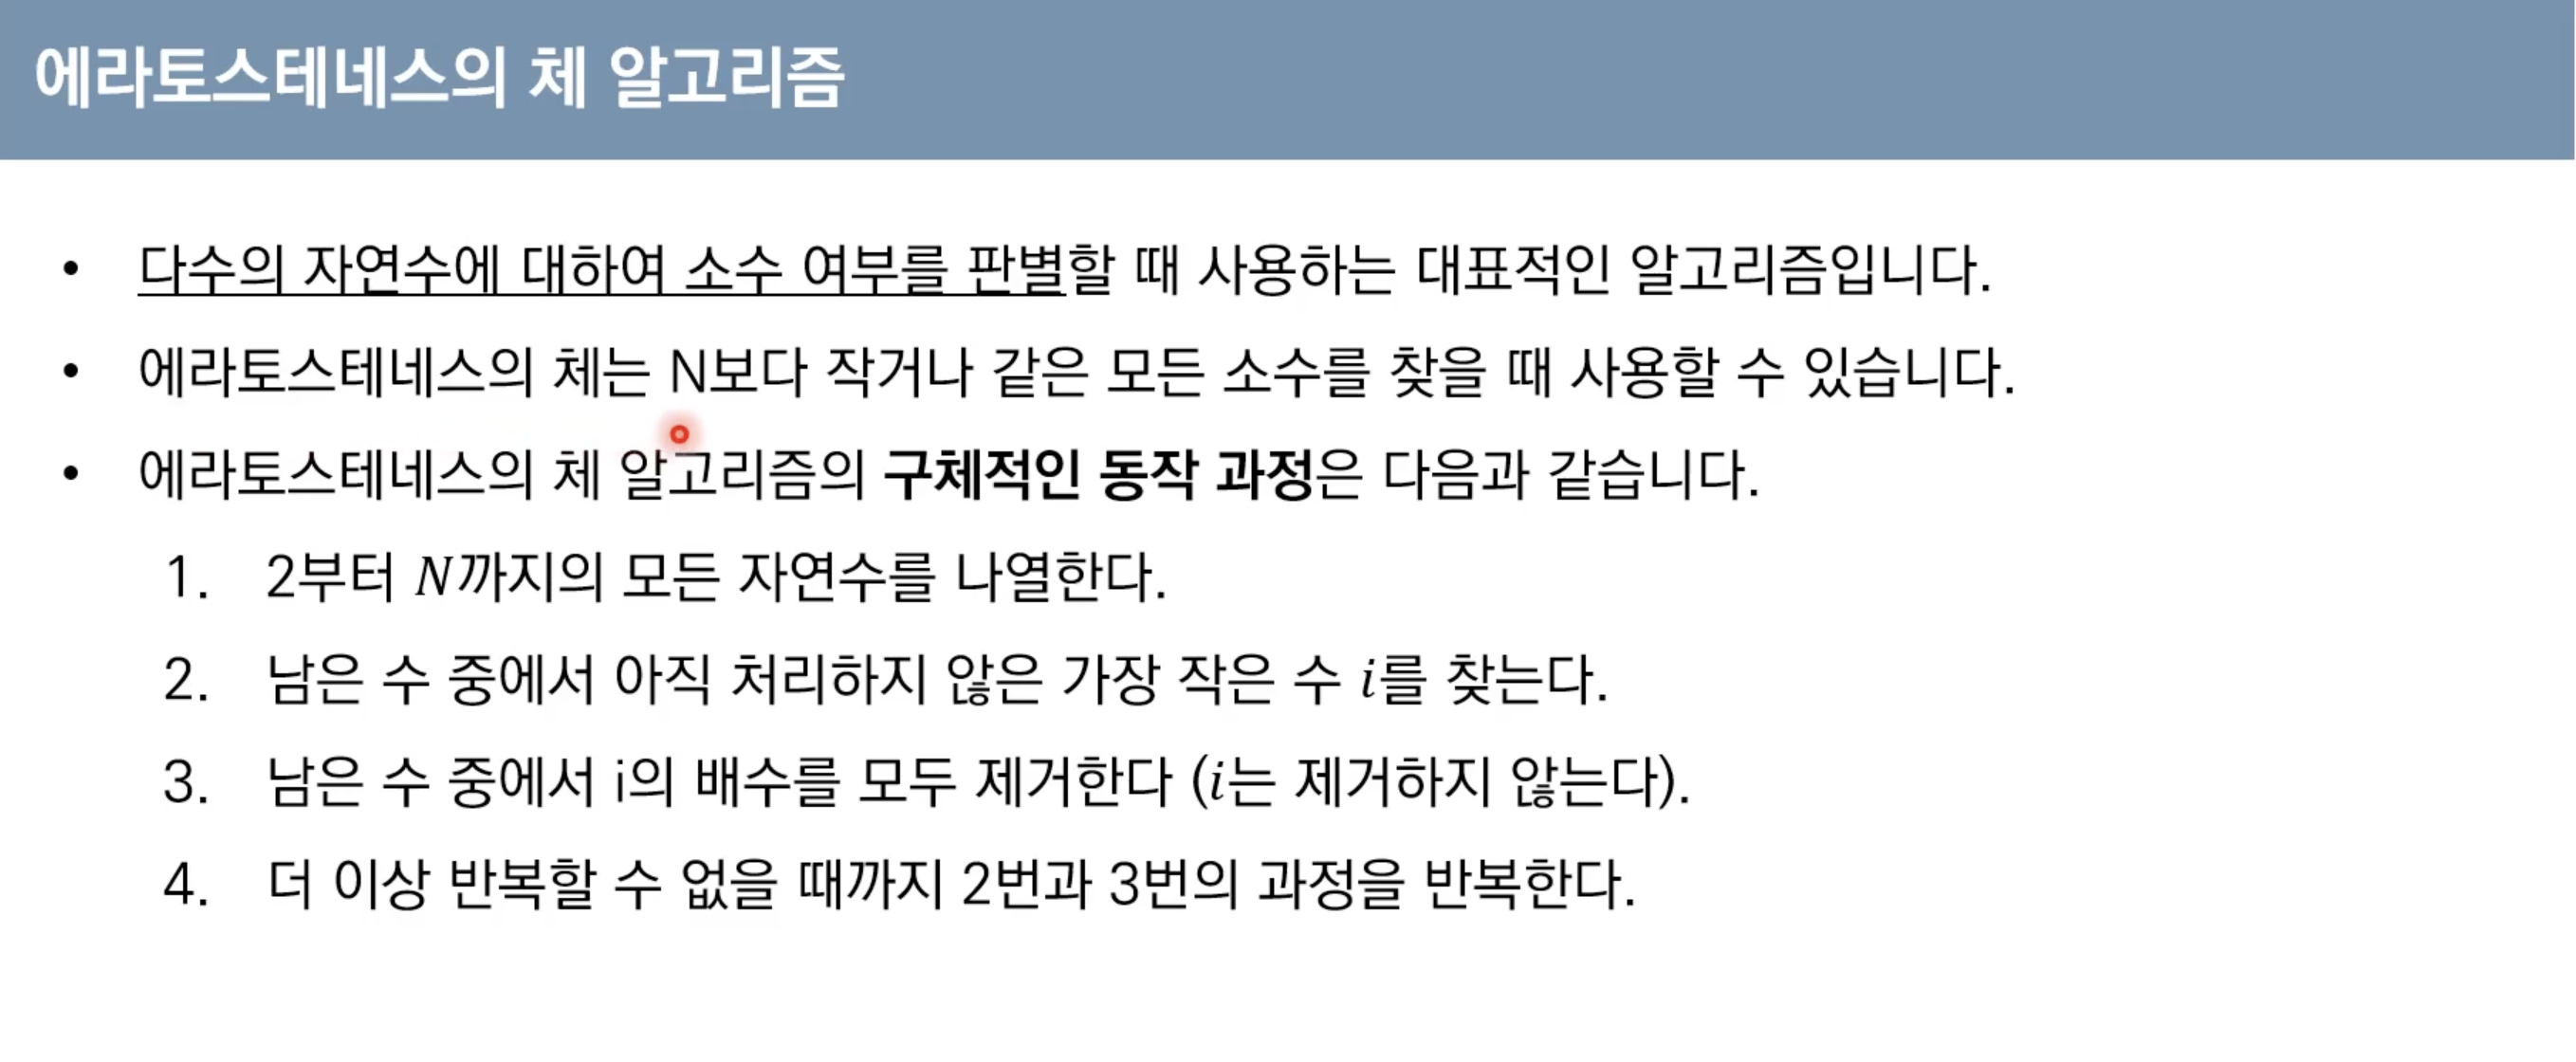 에라토스테네스의 체 알고리즘
• 다수의 자연수에 대하여 소수 여부를 판별할 때 사용하는 대표적인 알고리즘입니다.
• 에라토스테네스의 체는 N보다 작거나 같은 모든 소수를 찾을 때 사용할 수 있습니다.
• 에라토스테네스의 체 알고리즘의 구체적인 동작 과정은 다음과 같습니다.
1. 2부터 N까지의 모든 자연수를 나열한다.
2. 남은 수 중에서 아직 처리하지 않은 가장 작은 수 i를 찾는다.
3. 남은 수 중에서 i의 배수를 모두 제거한다 (i는 제거하지 않는다).
4. 더 이상 반복할 수 없을 때까지 2번과 3번의 과정을 반복한다.